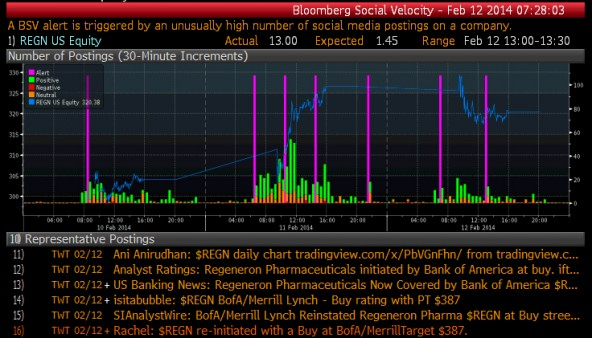 Bloomberg Social Velocity - Feb 12 2014 07:28:03
A BSV alert is triggered by an unusually high number of social media postings on a company.
1) REGN US Equity Actual 13.00 Expected 1.45 Range Feb 12 13:00-13:30
Number of Postings (30-Minute Increments)
Alert
Positive
Negative
Neutral
REGN US Equity 320.38
330
325
320
315
310
305
300
100
80
60
40
20
0
04:00 08:00 12:00 16:00 20:00 04:00 08:00 12:00 16:00 20:00 04:00 08:00 12:00 16:00 20:00
10 Feb 2014 11 Feb 2014 12 Feb 2014
10 Representative Postings
11) TWT 02/12 Ani Anirudhan: $REGN daily chart tradingview.com/x/PbVGnFhn/ from tradingview.c...
12) TWT 02/12 Analyst Ratings: Regeneron Pharmaceuticals initiated by Bank of America at buy. ift...
13) TWT 02/12 + US Banking News: Regeneron Pharmaceuticals Now Covered by Bank of America $R...
14) TWT 02/12 + isitabubble: $REGN BofA/Merrill Lynch - Buy rating with PT $387
15) TWT 02/12 SIAnalystWire: BofA/Merrill Lynch Reinstated Regeneron Pharma $REGN at Buy stree...
16) TWT 02/12 + Rachel: $REGN re-initiated with a Buy at BofA/MerrillTarget $387.